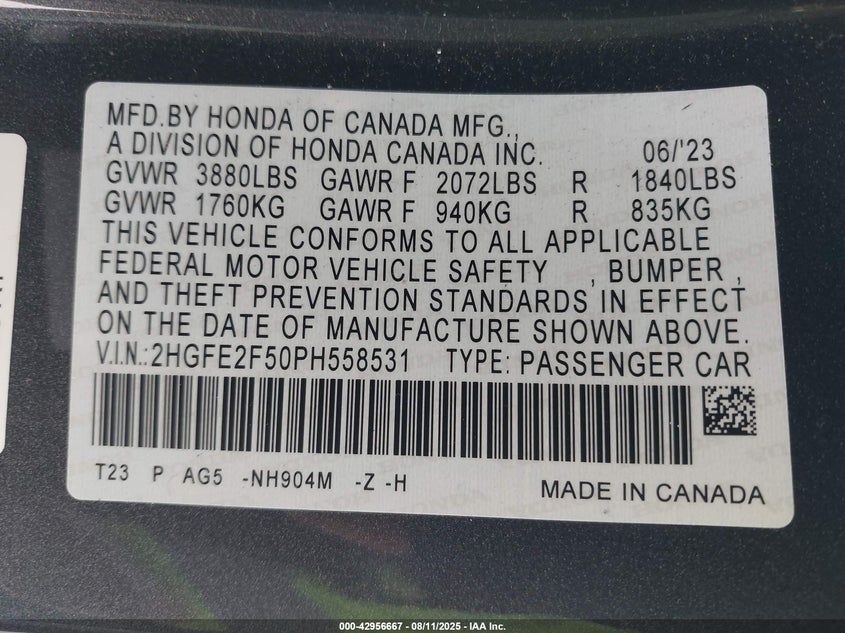 MFD.BY HONDA OF CANADA MFG.,
A DIVISION OF HONDA CANADA INC. 06/'23
GVWR 3880LBS GAWR F 2072LBS R 1840LBS
GVWR 1760KG GAWR F 940KG R 835KG
THIS VEHICLE CONFORMS TO ALL APPLICABLE
FEDERAL MOTOR VEHICLE SAFETY , BUMPER ,
AND THEFT PREVENTION STANDARDS IN EFFECT
ON THE DATE OF MANUFACTURE SHOWN ABOVE.
V.I.N.:2HGFE2F50PH558531 TYPE: PASSENGER CAR
T23 P AG5 -NH904M -Z -H
MADE IN CANADA
000-42956667 - 08/11/2025 - IAA Inc.